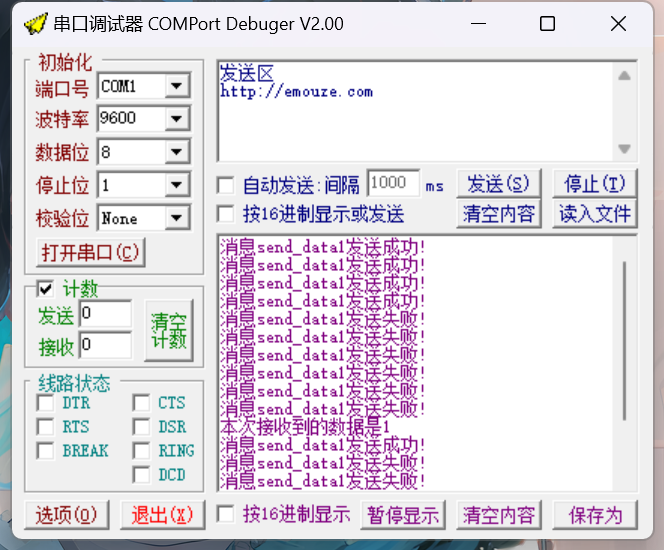 串口调试器 COMPort Debuger V2.00
初始化
端口号 COM1
波特率 9600
数据位 8
停止位 1
校验位 None
打开串口(C)
计数
发送 0
接收 0
清空
计数
线路状态
DTR CTS
RTS DSR
BREAK RING
DCD
选项(O) 退出(X)
发送区
http://emouze.com
自动发送:间隔 1000 ms 发送(S) 停止(T)
按16进制显示或发送 清空内容 读入文件
消息send_data1发送成功!
消息send_data1发送成功!
消息send_data1发送成功!
消息send_data1发送成功!
消息send_data1发送失败!
消息send_data1发送失败!
消息send_data1发送失败!
消息send_data1发送失败!
消息send_data1发送失败!
消息send_data1发送失败!
本次接收到的数据是1
消息send_data1发送成功!
消息send_data1发送失败!
消息send_data1发送失败!
按16进制显示 暂停显示 清空内容 保存为